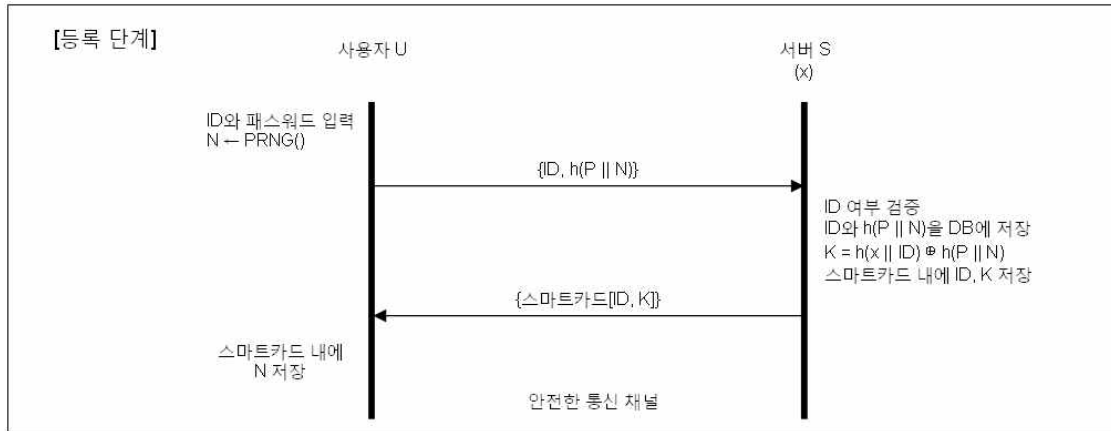 [등록 단계]
사용자 U
서버 S
(x)
ID와 패스워드 입력
N ← PRNG()
{ID, h(P || N)}
ID 여부 검증
ID와 h(P || N)을 DB에 저장
K = h(x || ID) ⊕ h(P || N)
스마트카드 내에 ID, K 저장
{스마트카드[ID, K]}
스마트카드 내에
N 저장
안전한 통신 채널